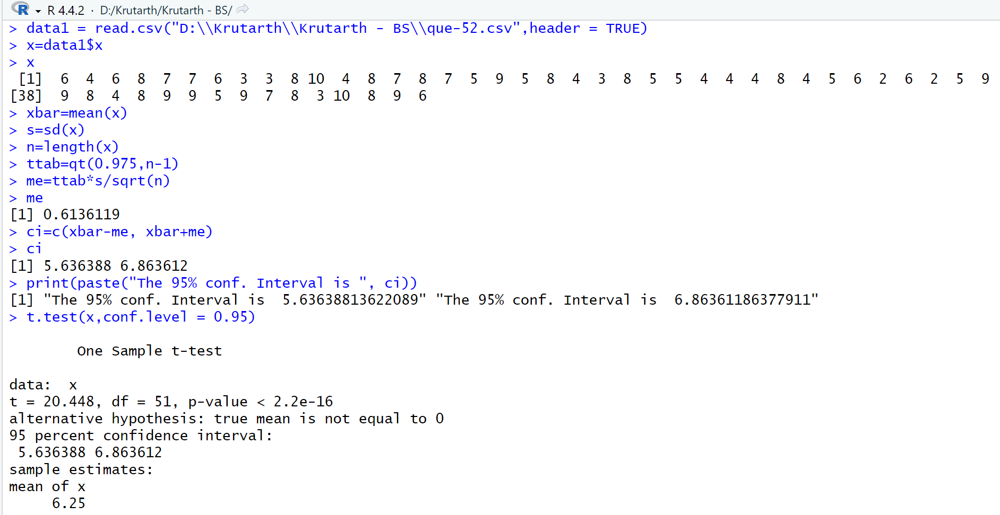 R 4.4.2 · D:/Krutarth/Krutarth - BS/
> data1 = read.csv("D:\\Krutarth\\Krutarth - BS\\que-52.csv",header = TRUE)
> x=data1$x
> x
[1] 6 4 6 8 7 7 6 3 3 8 10 4 8 7 8 7 5 9 5 8 4 3 8 5 5 4 4 4 8 4 5 6 2 6 2 5 9
[38] 9 8 4 8 9 9 5 9 7 8 3 10 8 9 6
> xbar=mean(x)
> s=sd(x)
> n=length(x)
> ttab=qt(0.975,n-1)
> me=ttab*s/sqrt(n)
> me
[1] 0.6136119
> ci=c(xbar-me, xbar+me)
> ci
[1] 5.636388 6.863612
> print(paste("The 95% conf. Interval is ", ci))
[1] "The 95% conf. Interval is  5.63638813622089" "The 95% conf. Interval is  6.86361186377911"
> t.test(x,conf.level = 0.95)
One Sample t-test
data:  x
t = 20.448, df = 51, p-value < 2.2e-16
alternative hypothesis: true mean is not equal to 0
95 percent confidence interval:
5.636388 6.863612
sample estimates:
mean of x
6.25